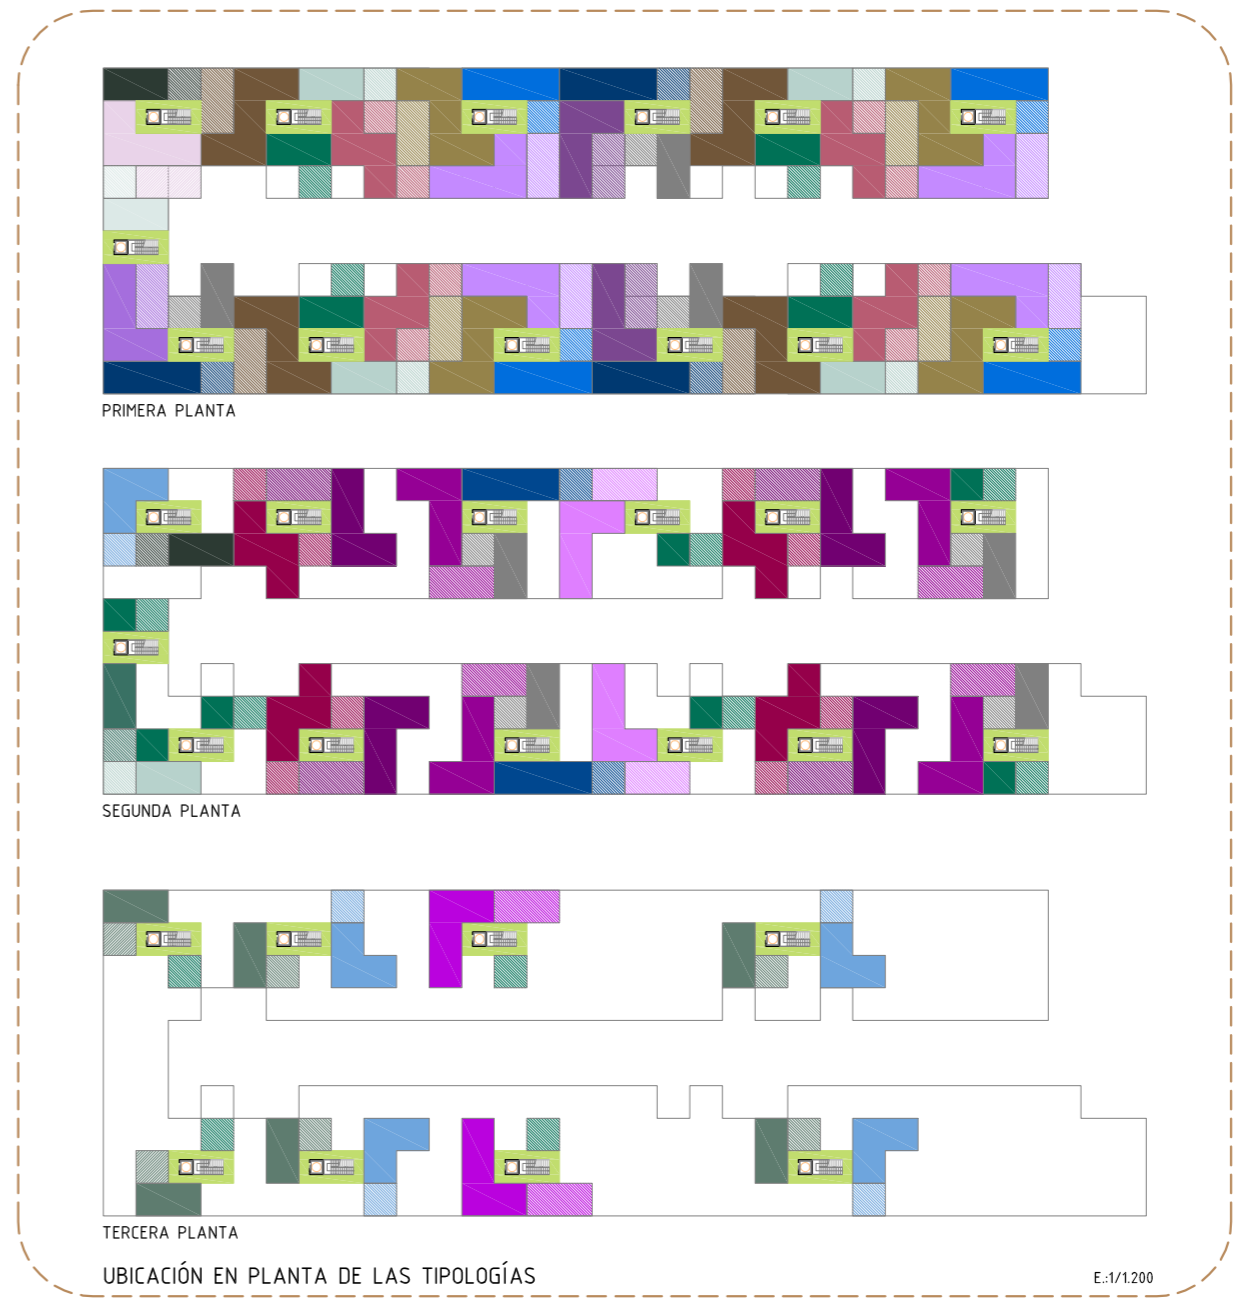 PRIMERA PLANTA
SEGUNDA PLANTA
TERCERA PLANTA
UBICACIÓN EN PLANTA DE LAS TIPOLOGÍAS
E.:1/1.200